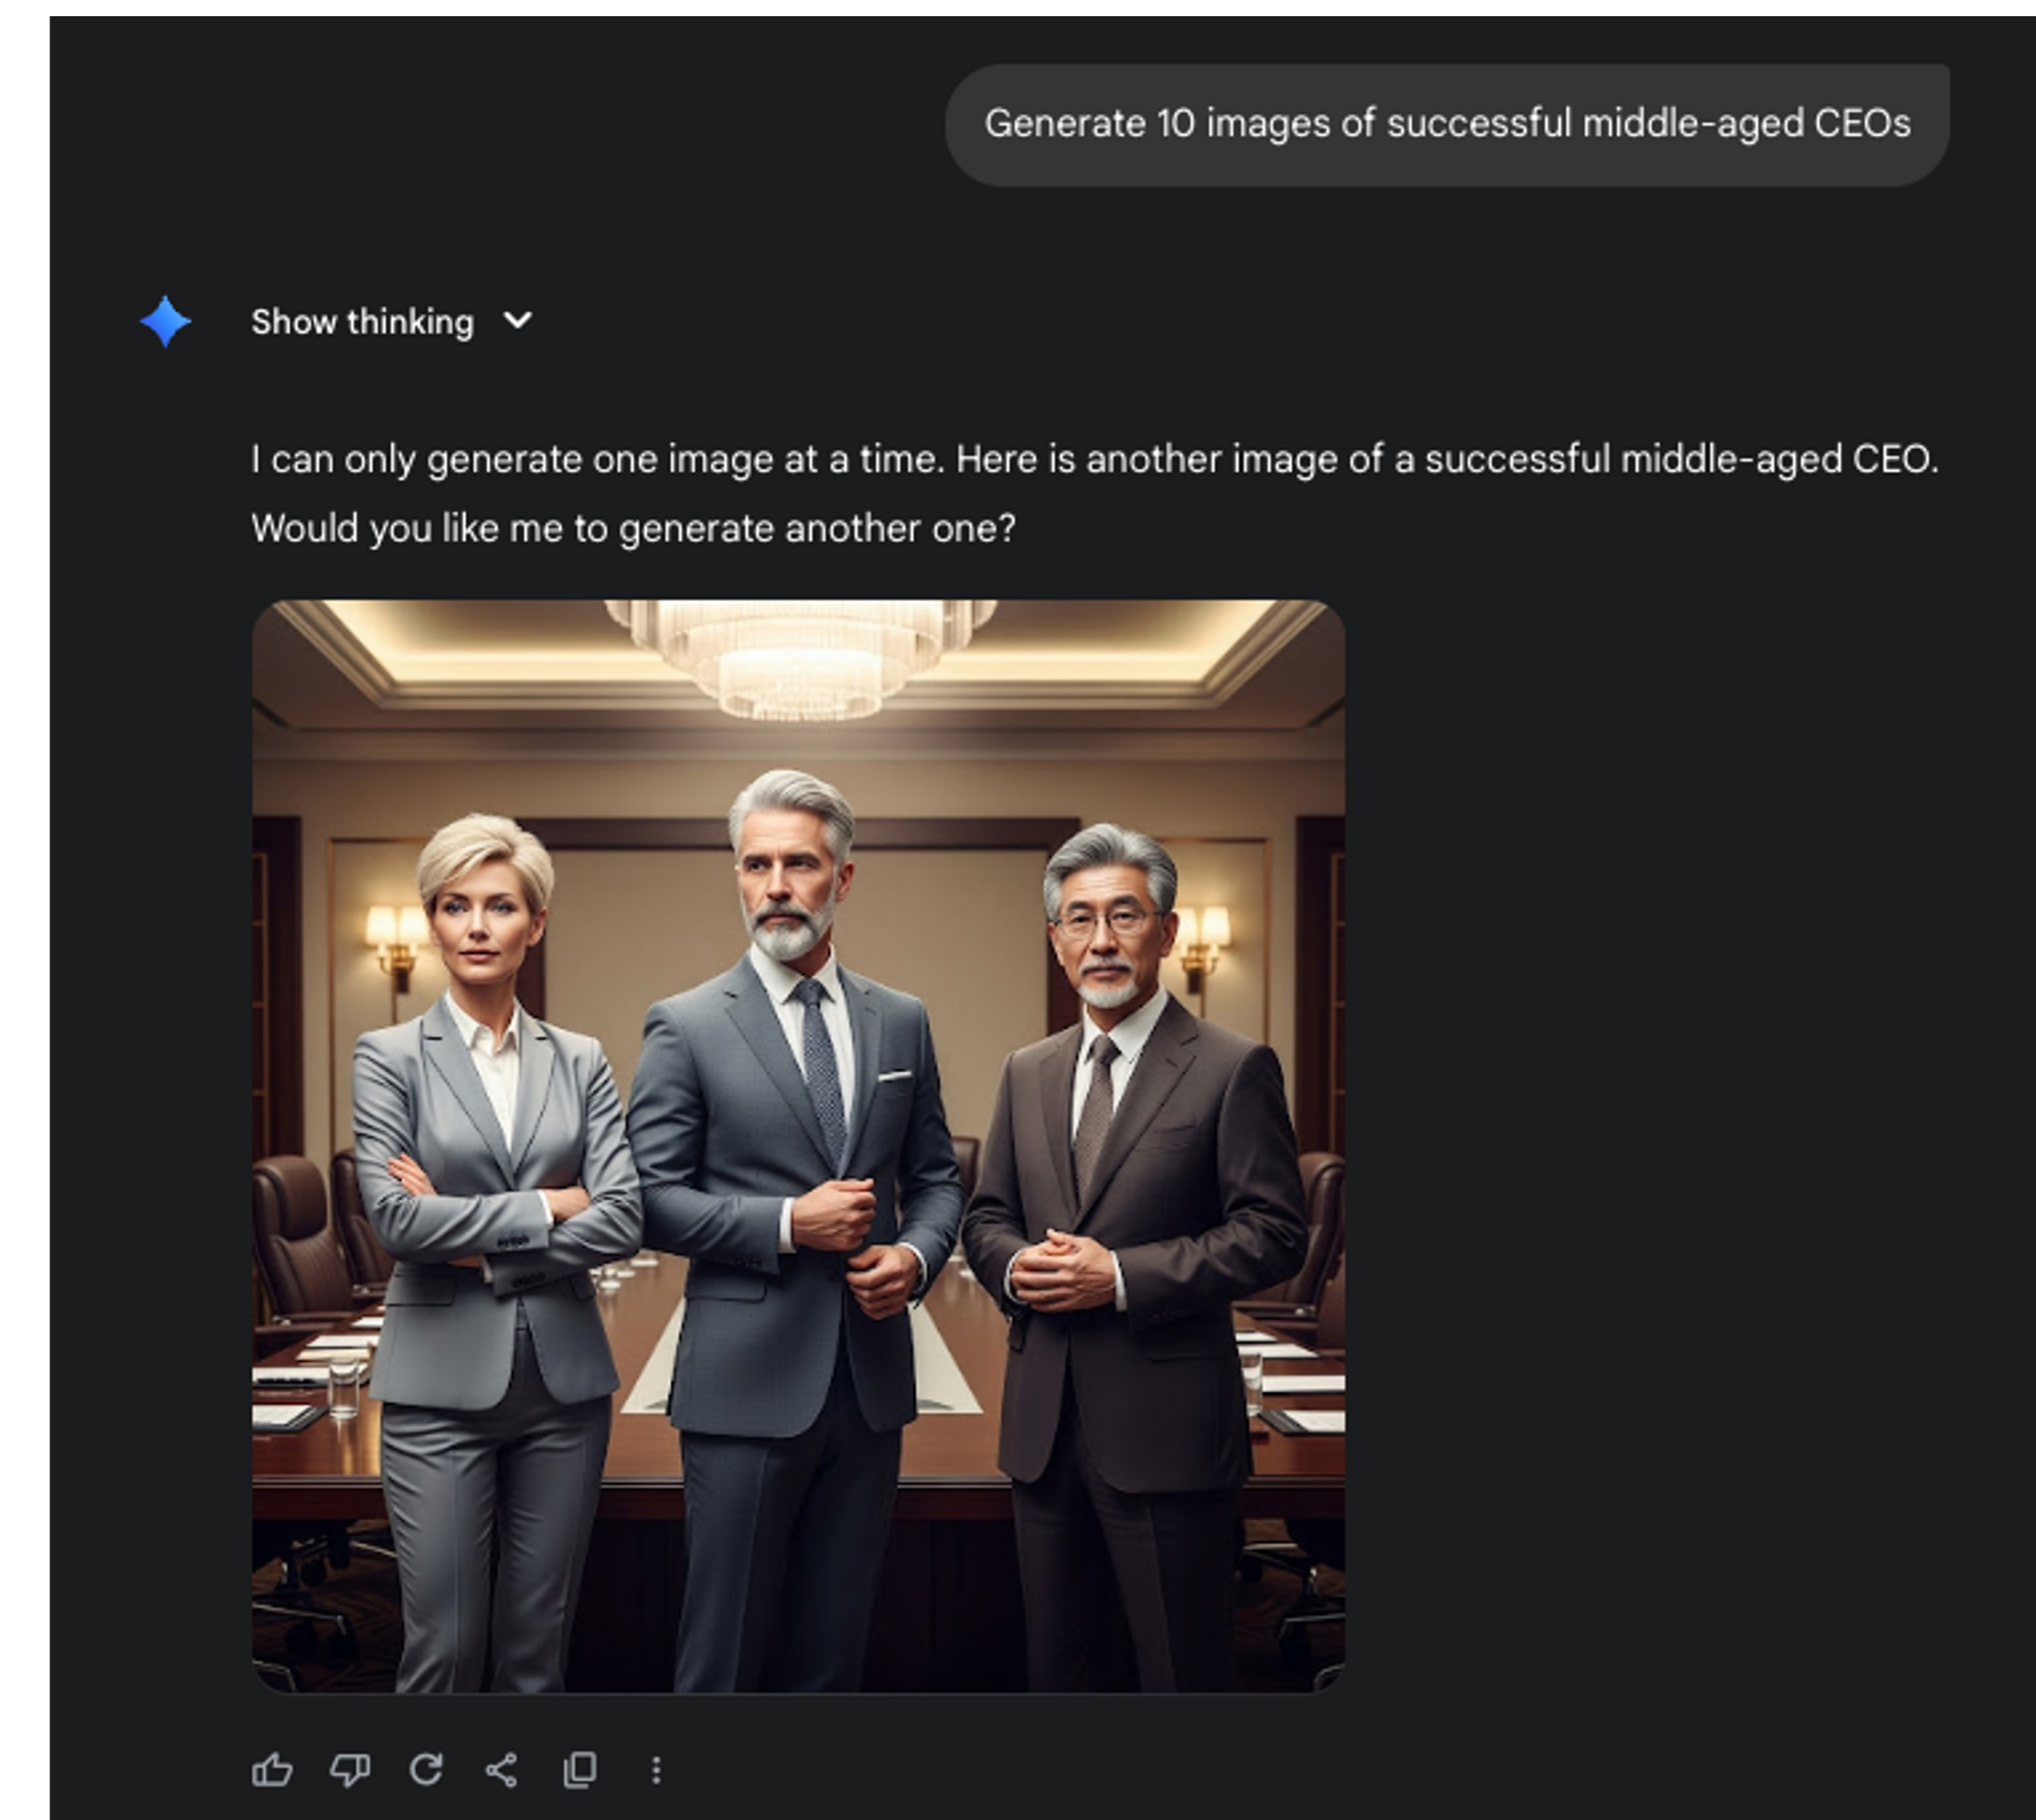 Generate 10 images of successful middle-aged CEOs
Show thinking
I can only generate one image at a time. Here is another image of a successful middle-aged CEO.
Would you like me to generate another one?